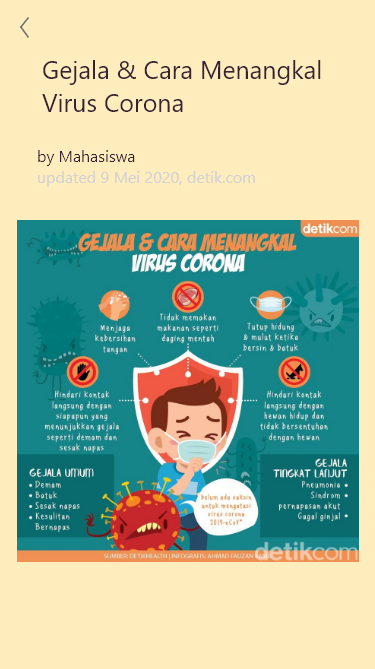 Gejala & Cara Menangkal
Virus Corona
by Mahasiswa
updated 9 Mei 2020, detik.com
detikcom
GEJALA & CARA MENANGKAL
VIRUS CORONA
Menjaga
kebersihan
tangan
Tidak memakan
makanan seperti
daging mentah
Tutup hidung
& mulut ketika
bersin & batuk
Hindari kontak
langsung dengan
siapapun yang
menunjukkan gejala
seperti demam dan
sesak napas
Hindari kontak
langsung dengan
hewan hidup dan
tidak bersentuhan
dengan hewan
GEJALA UMUM
• Demam
• Batuk
• Sesak napas
• Kesulitan
Bernapas
GEJALA
TINGKAT LANJUT
Pneumonia •
Sindrom •
pernapasan akut
Gagal ginjal •
Belum ada vaksin
untuk mengatasi
virus corona
2019-nCoV*
SUMBER: DETIKHEALTH | INFOGRAFIS: AHMAD FAUZAN
detikcom